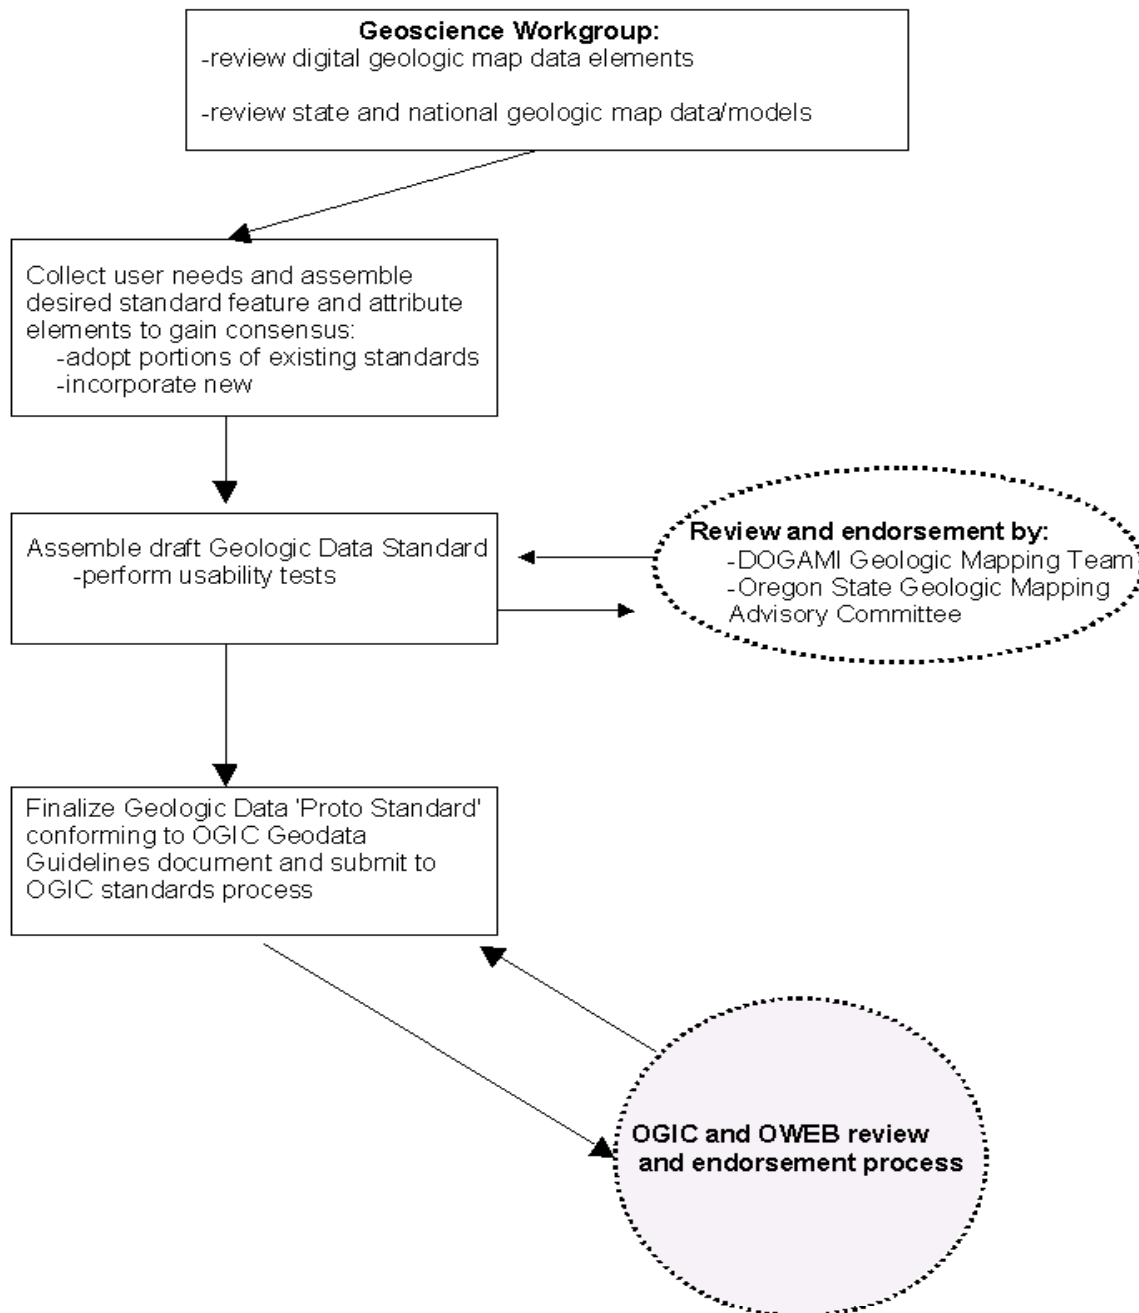 Geoscience Workgroup:
-review digital geologic map data elements
-review state and national geologic map data/models
Collect user needs and assemble
desired standard feature and attribute
elements to gain consensus:
-adopt portions of existing standards
-incorporate new
Assemble draft Geologic Data Standard
-perform usability tests
Review and endorsement by:
-DOGAMI Geologic Mapping Team
-Oregon State Geologic Mapping
Advisory Committee
Finalize Geologic Data 'Proto Standard'
conforming to OGIC Geodata
Guidelines document and submit to
OGIC standards process
OGIC and OWEB review
and endorsement process